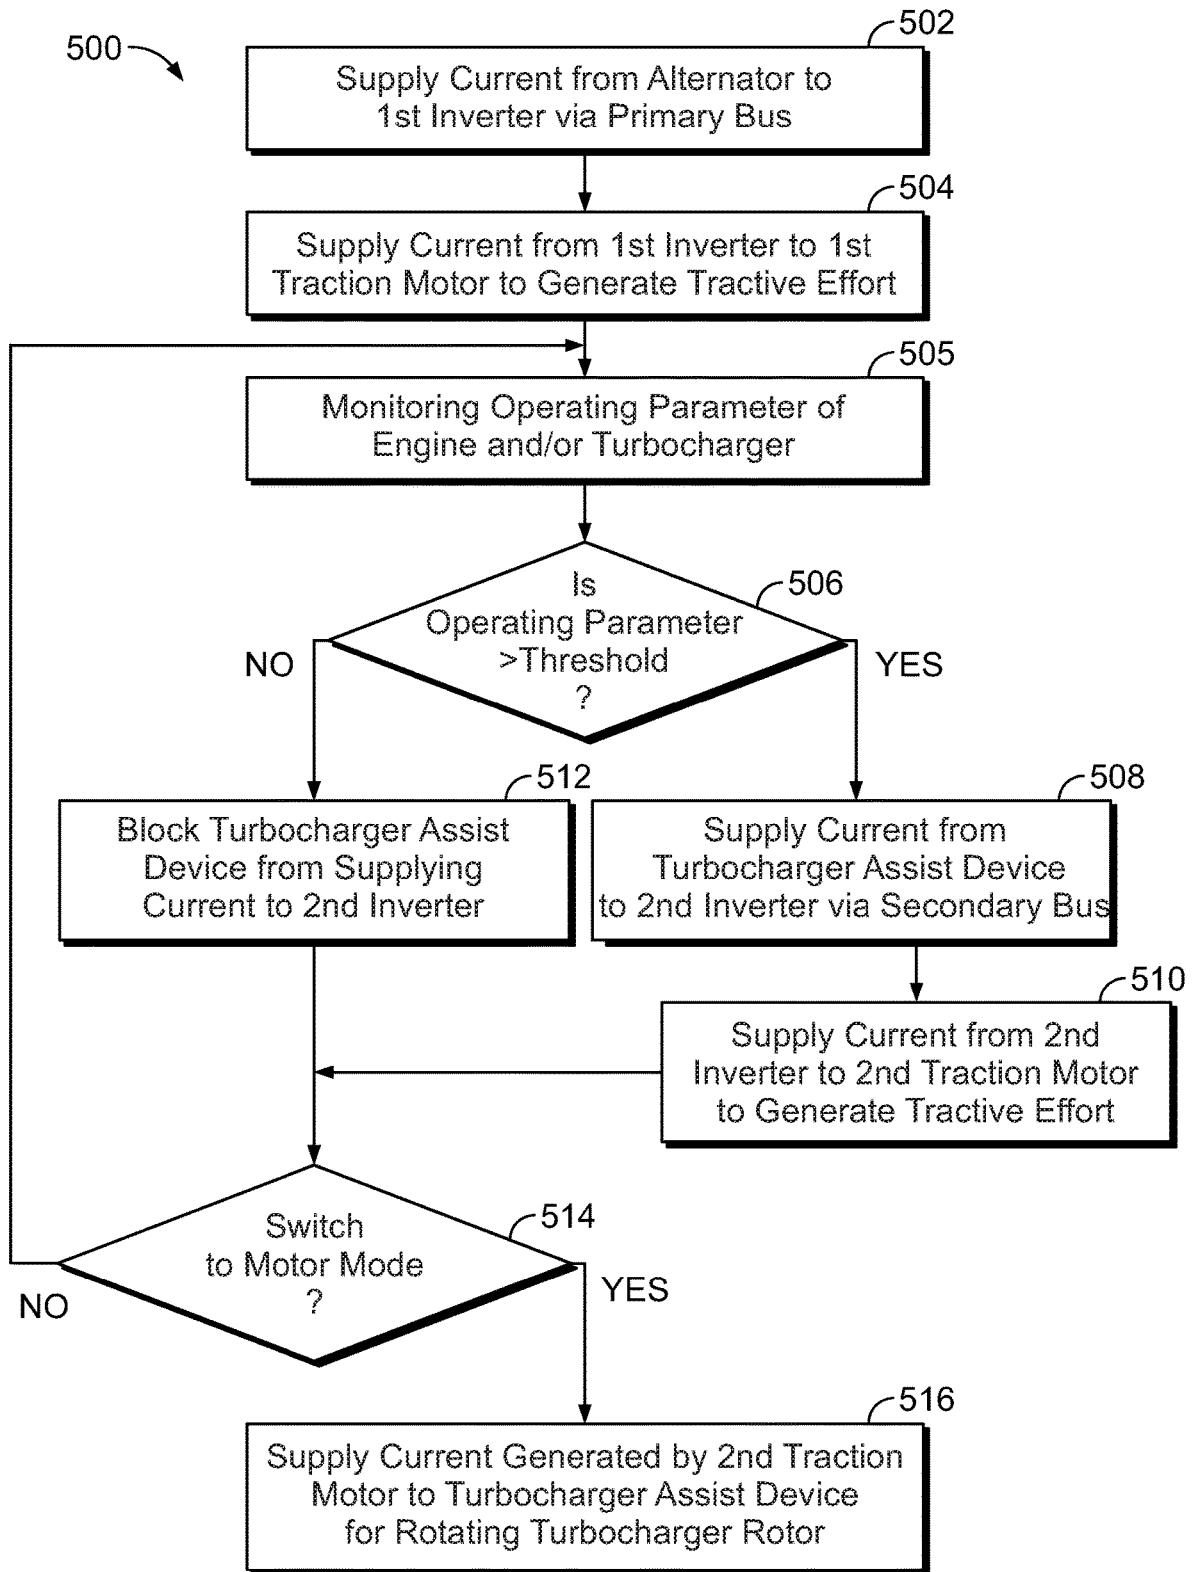 500
502
Supply Current from Alternator to
1st Inverter via Primary Bus
504
Supply Current from 1st Inverter to 1st
Traction Motor to Generate Tractive Effort
505
Monitoring Operating Parameter of
Engine and/or Turbocharger
506
Is
Operating Parameter
>Threshold
?
NO
YES
512
Block Turbocharger Assist
Device from Supplying
Current to 2nd Inverter
508
Supply Current from
Turbocharger Assist Device
to 2nd Inverter via Secondary Bus
510
Supply Current from 2nd
Inverter to 2nd Traction Motor
to Generate Tractive Effort
514
Switch
to Motor Mode
?
NO
YES
516
Supply Current Generated by 2nd Traction
Motor to Turbocharger Assist Device
for Rotating Turbocharger Rotor